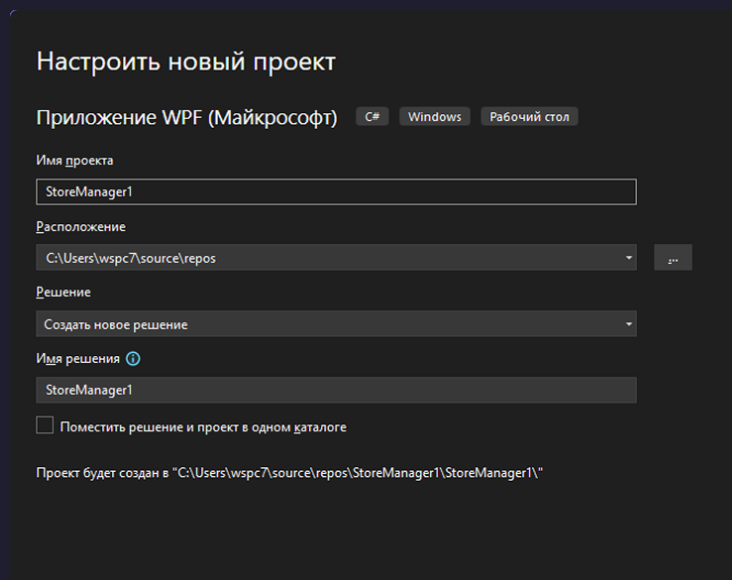 Настроить новый проект
Приложение WPF (Майкрософт) C# Windows Рабочий стол
Имя проекта
StoreManager1
Расположение
C:\Users\wspc7\source\repos ...
Решение
Создать новое решение
Имя решения
StoreManager1
Поместить решение и проект в одном каталоге
Проект будет создан в "C:\Users\wspc7\source\repos\StoreManager1\StoreManager1\"